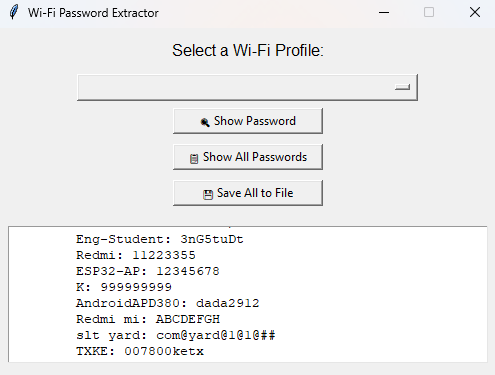 Wi-Fi Password Extractor
Select a Wi-Fi Profile:
Show Password
Show All Passwords
Save All to File
Eng-Student: 3nG5tuDt
Redmi: 11223355
ESP32-AP: 12345678
K: 999999999
AndroidAPD380: dada2912
Redmi mi: ABCDEFGH
slt yard: com@yard@1@1@##
TXKE: 007800ketx